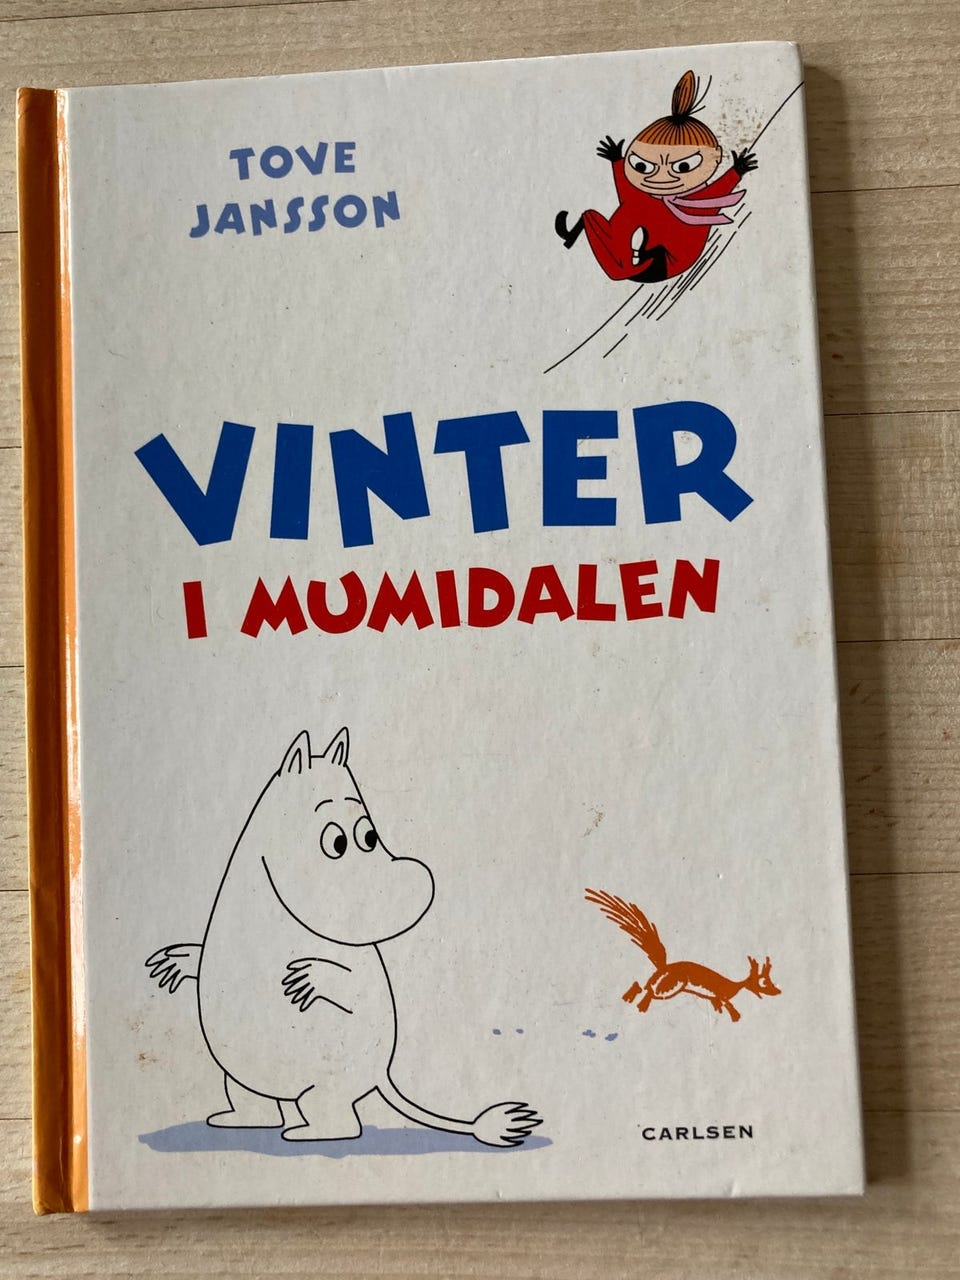 TOVE
JANSSON
VINTER
I MUMIDALEN
CARLSEN